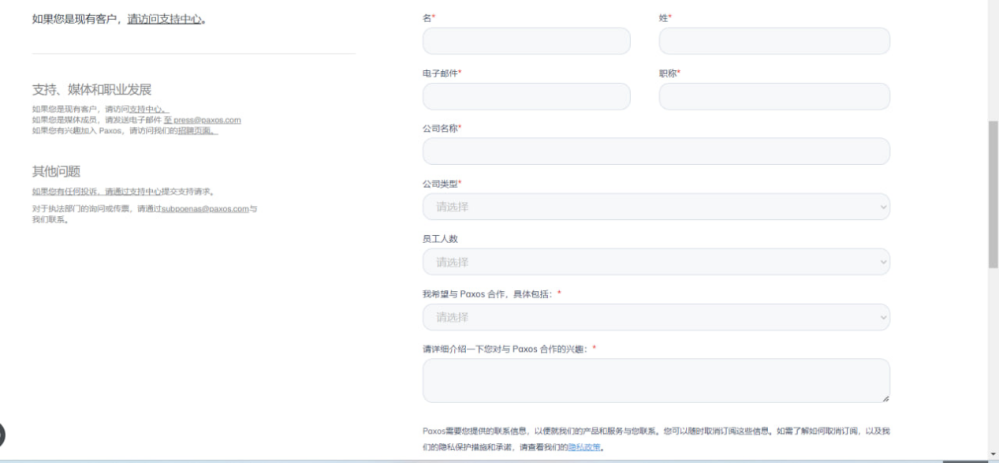 如果您是现有客户，请访问支持中心。
支持、媒体和职业发展
如果您是现有客户，请访问支持中心。
如果您是媒体成员，请发送电子邮件 至 press@paxos.com
如果您有兴趣加入 Paxos，请访问我们的招聘页面。
其他问题
如果您有任何投诉，请通过支持中心提交支持请求。
对于执法部门的询问或传票，请通过subpoenas@paxos.com与
我们联系。
名*
姓*
电子邮件*
职称*
公司名称*
公司类型*
请选择
员工人数
请选择
我希望与 Paxos 合作，具体包括：*
请选择
请详细介绍一下您对与 Paxos 合作的兴趣：*
Paxos需要您提供的联系信息，以便就我们的产品和服务与您联系。您可以随时取消订阅这些信息。如需了解如何取消订阅，以及我
们的隐私保护措施和承诺，请查看我们的隐私政策。